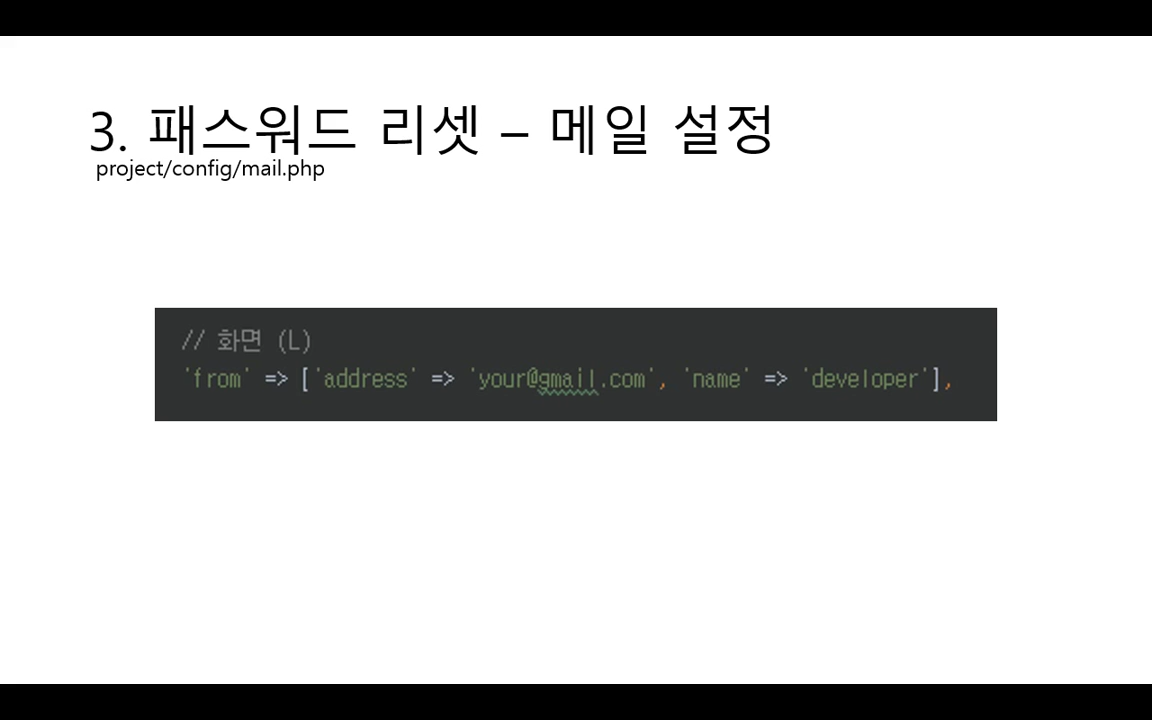 3. 패스워드 리셋 – 메일 설정
project/config/mail.php
// 화면 (L)
'from' => ['address' => 'your@gmail.com', 'name' => 'developer'],